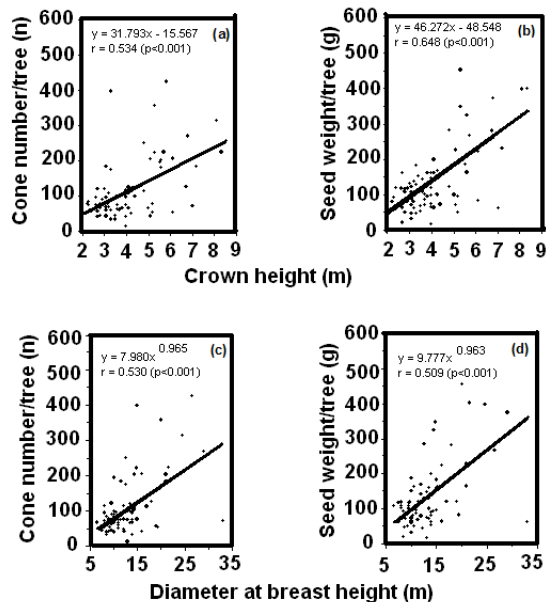 y = 31.793x - 15.567 (a)
r = 0.534 (p<0.001)
Cone number/tree (n)
600
500
400
300
200
100
0
2 3 4 5 6 7 8 9
y = 46.272x - 48.548 (b)
r = 0.648 (p<0.001)
Seed weight/tree (g)
600
500
400
300
200
100
0
2 3 4 5 6 7 8 9
Crown height (m)
y = 7.980x^0.965 (c)
r = 0.530 (p<0.001)
Cone number/tree (n)
600
500
400
300
200
100
0
5 15 25 35
y = 9.777x^0.963 (d)
r = 0.509 (p<0.001)
Seed weight/tree (g)
600
500
400
300
200
100
0
5 15 25 35
Diameter at breast height (m)